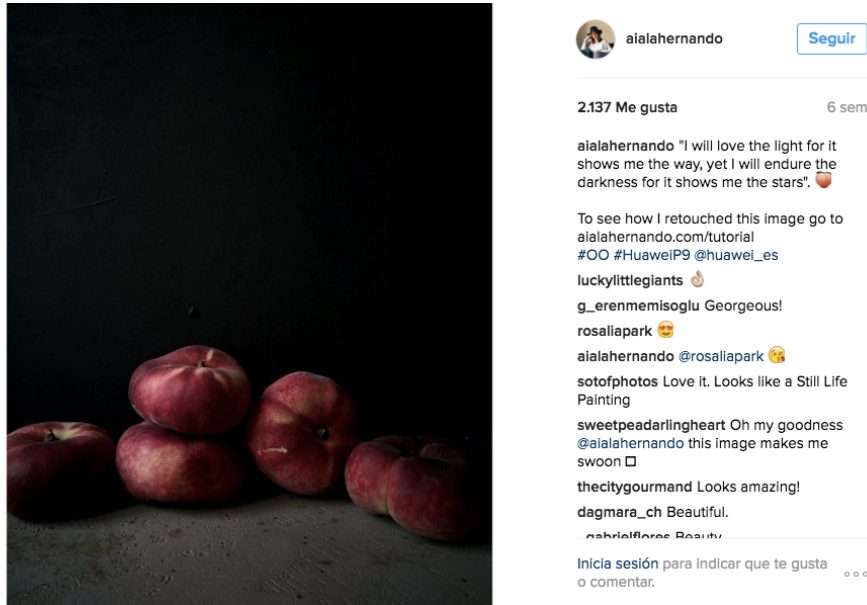 aialahernando
Seguir
2.137 Me gusta
6 sem
aialahernando "I will love the light for it
shows me the way, yet I will endure the
darkness for it shows me the stars". 🍑
To see how I retouched this image go to
aialahernando.com/tutorial
#OO #HuaweiP9 @huawei_es
luckylittlegiants 👌🏼
g_erenmemisoglu Georgeous!
rosaliapark 😍
aialahernando @rosaliapark 😘
sotofphotos Love it. Looks like a Still Life
Painting
sweetpeadarlingheart Oh my goodness
@aialahernando this image makes me
swoon
thecitygourmand Looks amazing!
dagmara_ch Beautiful.
_gabrielflores Beauty
Inicia sesión para indicar que te gusta
o comentar.